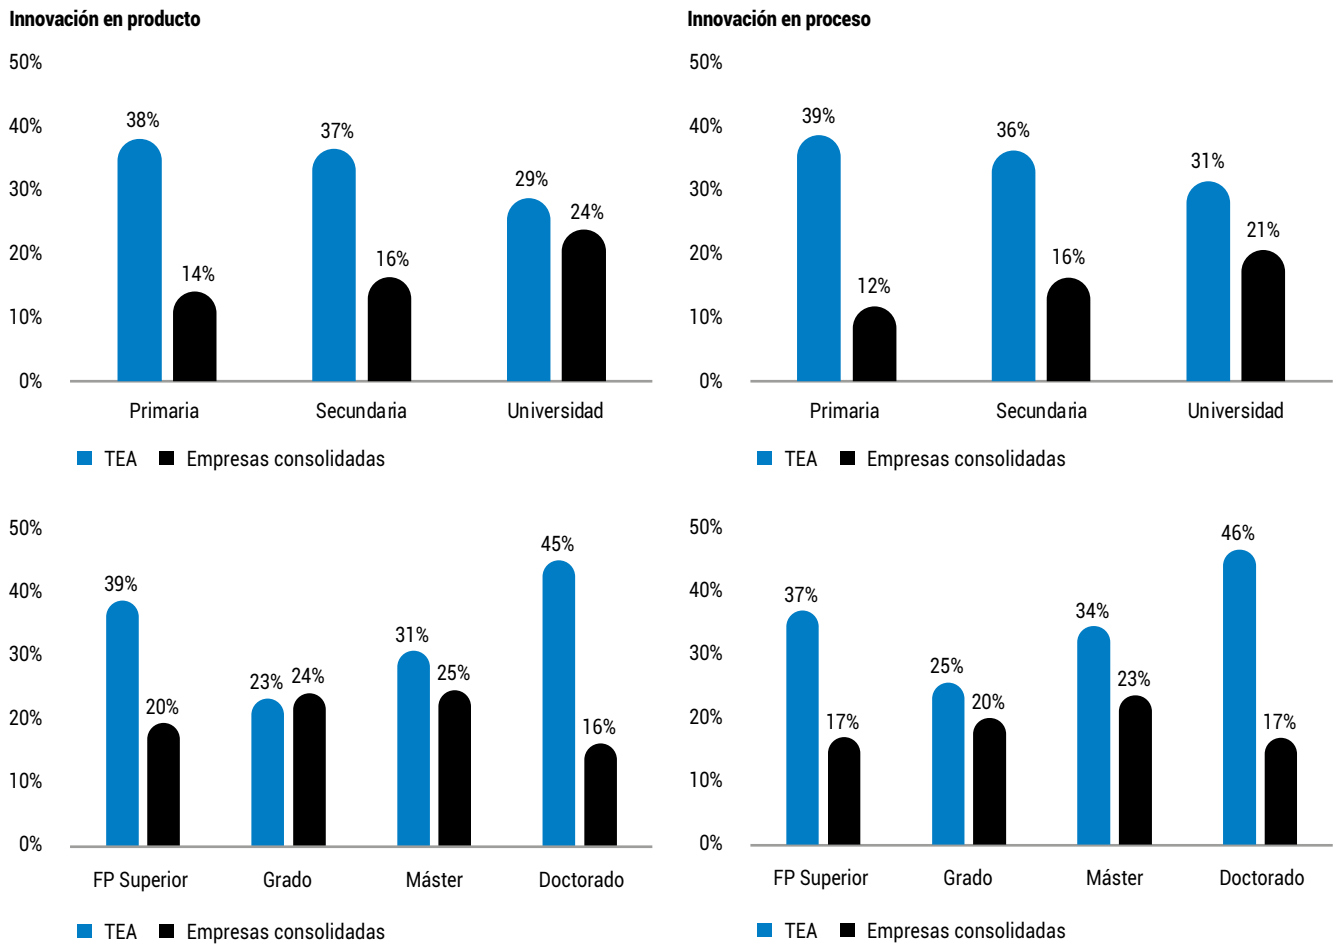 Innovación en producto
50%
40%
30%
20%
10%
0%
38%
14%
37%
16%
29%
24%
Primaria
Secundaria
Universidad
TEA
Empresas consolidadas
Innovación en proceso
50%
40%
30%
20%
10%
0%
39%
12%
36%
16%
31%
21%
Primaria
Secundaria
Universidad
TEA
Empresas consolidadas
50%
40%
30%
20%
10%
0%
39%
20%
23%
24%
31%
25%
45%
16%
FP Superior
Grado
Máster
Doctorado
TEA
Empresas consolidadas
50%
40%
30%
20%
10%
0%
37%
17%
25%
20%
34%
23%
46%
17%
FP Superior
Grado
Máster
Doctorado
TEA
Empresas consolidadas